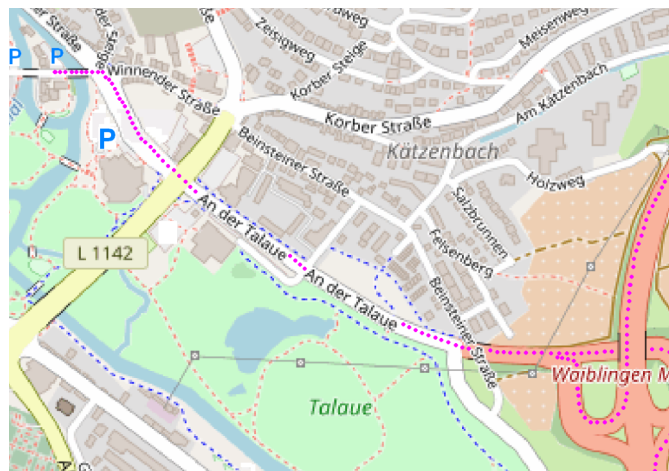 P
P
Winnender Straße
Zeisigweg
Korber Steige
Meisenweg
Am Kätzenbach
P
Korber Straße
Beinsteiner Straße
Kätzenbach
Holzweg
Salzbrunnen
An der Talaue
Feisenberg
L 1142
An der Talaue
Beinsteiner Straße
Waiblingen M
Talaue